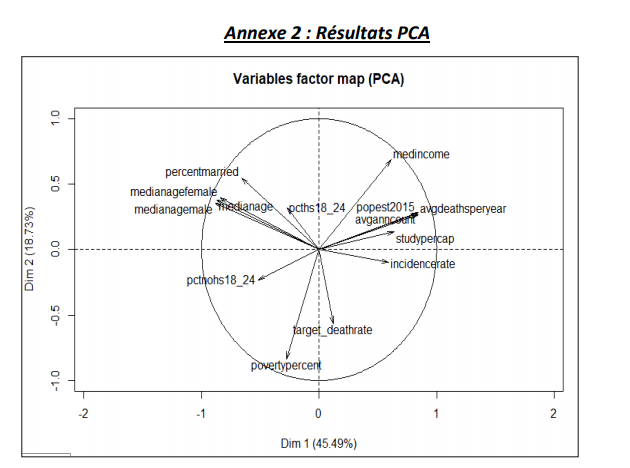 Annexe 2 : Résultats PCA
Variables factor map (PCA)
medincome
percentmarried
medianagefemale
medianage
medianagemale
pcths18_24
popest2015
avgdeathsperyear
avganncount
studypercap
incidencerate
pctnohs18_24
target_deathrate
povertypercent
Dim 2 (18.73%)
1.0
0.5
0.0
-0.5
-1.0
-2
-1
0
1
2
Dim 1 (45.49%)